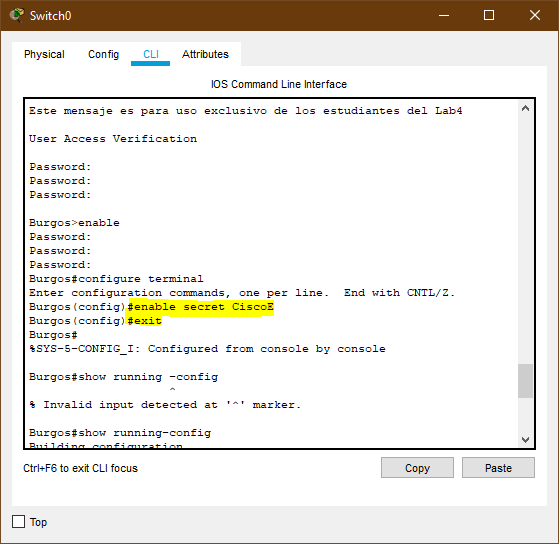 Switch0
Physical Config CLI Attributes
IOS Command Line Interface
Este mensaje es para uso exclusivo de los estudiantes del Lab4
User Access Verification
Password:
Password:
Password:
Burgos>enable
Password:
Password:
Password:
Burgos#configure terminal
Enter configuration commands, one per line.  End with CNTL/Z.
Burgos(config)#enable secret CiscoE
Burgos(config)#exit
Burgos#
%SYS-5-CONFIG_I: Configured from console by console
Burgos#show running -config
^
% Invalid input detected at '^' marker.
Burgos#show running-config
Building configuration
Ctrl+F6 to exit CLI focus
Copy Paste
Top